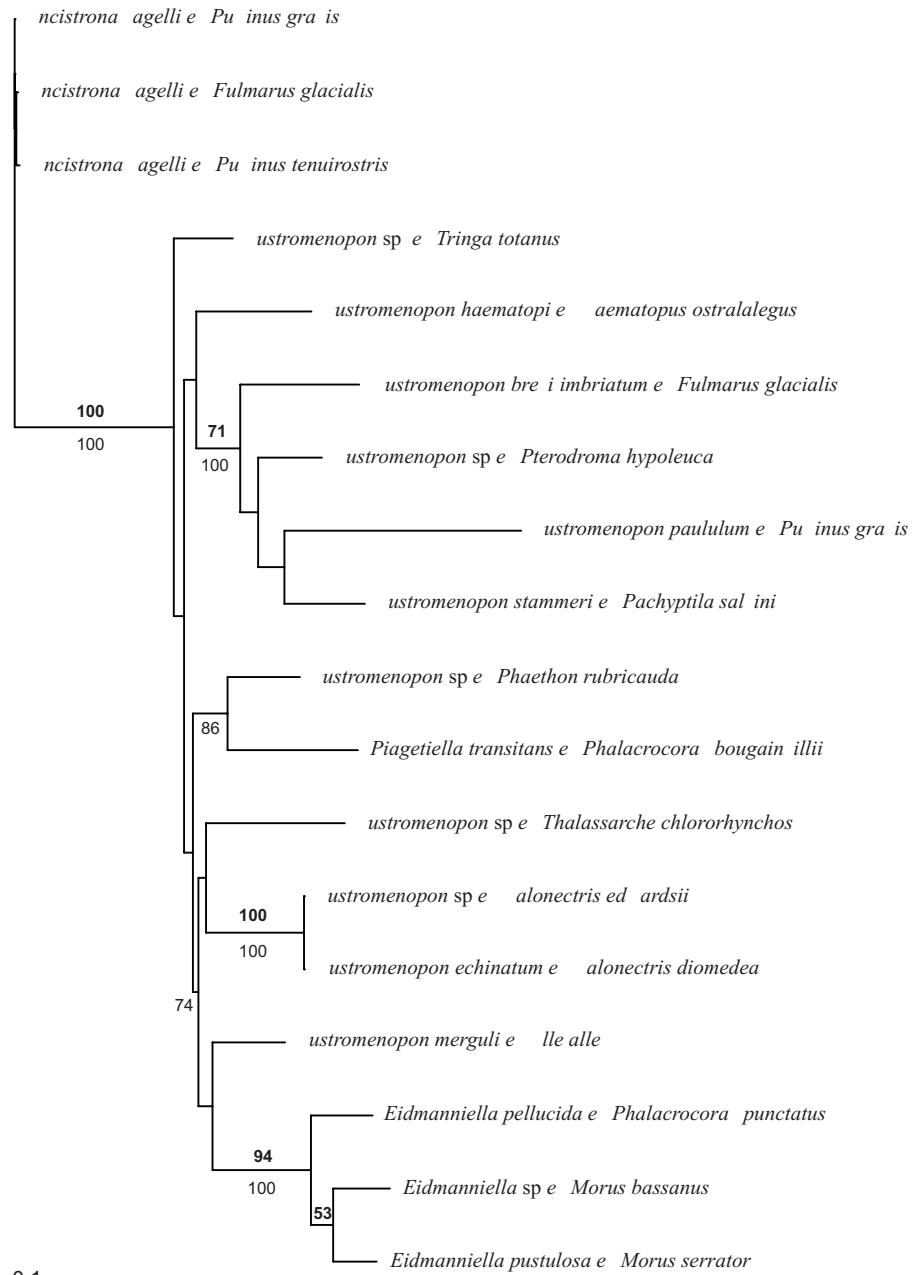 ncistrona agelli e Pu inus gra is
ncistrona agelli e Fulmarus glacialis
ncistrona agelli e Pu inus tenuirostris
ustromenopon sp e Tringa totanus
ustromenopon haematopi e aematopus ostralalegus
ustromenopon bre i imbriatum e Fulmarus glacialis
100
71
100
100
ustromenopon sp e Pterodroma hypoleuca
ustromenopon paululum e Pu inus gra is
ustromenopon stammeri e Pachyptila sal ini
ustromenopon sp e Phaethon rubricauda
86
Piagetiella transitans e Phalacrocora bougain illii
ustromenopon sp e Thalassarche chlororhynchos
ustromenopon sp e alonectris ed ardsii
100
100
ustromenopon echinatum e alonectris diomedea
74
ustromenopon merguli e lle alle
Eidmanniella pellucida e Phalacrocora punctatus
94
100
Eidmanniella sp e Morus bassanus
53
Eidmanniella pustulosa e Morus serrator